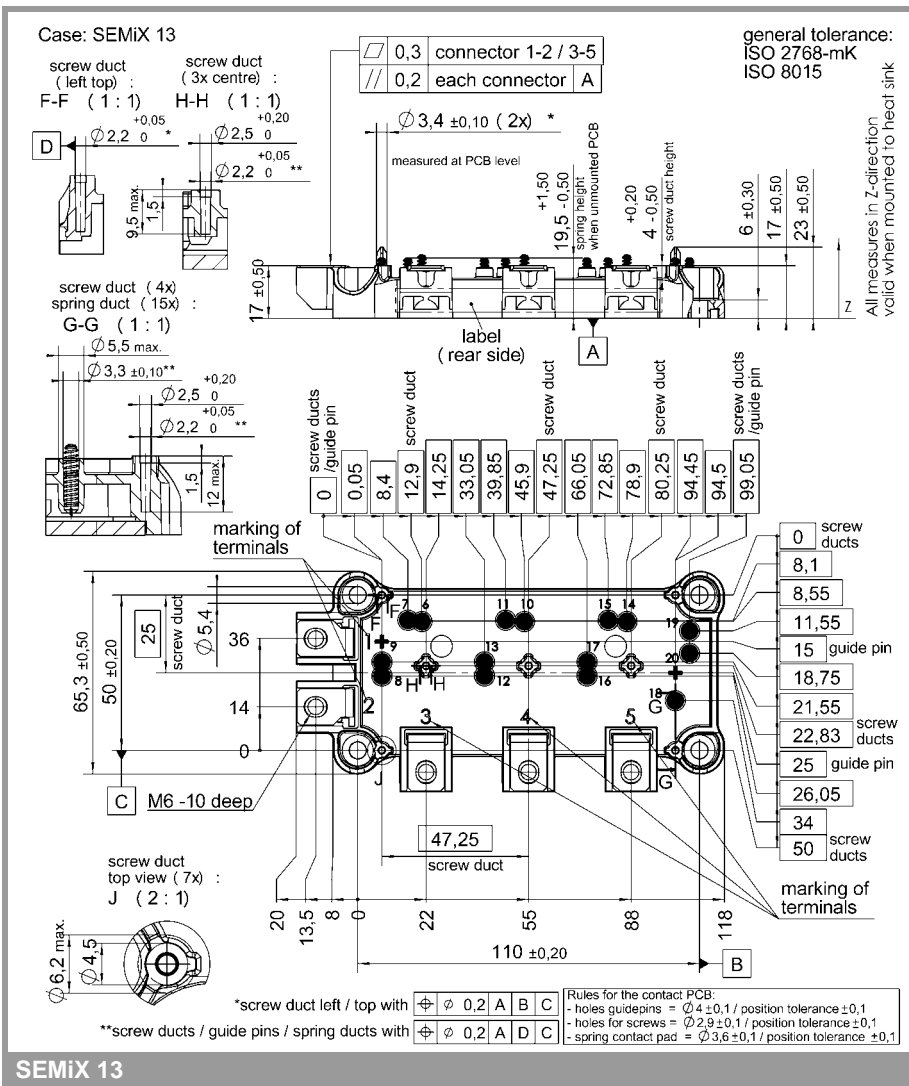 Case: SEMiX 13
screw duct
( left top)  :
F-F  ( 1 : 1)
screw duct
( 3x centre) :
H-H  ( 1 : 1)
D
+0,05
∅ 2,2  0  *
+0,20
∅ 2,5  0
+0,05
∅ 2,2  0  **
9,5 max.
1,5
0,3 connector 1-2 / 3-5
// 0,2 each connector A
∅ 3,4 ±0,10 ( 2x)  *
measured at PCB level
general tolerance:
ISO 2768-mK
ISO 8015
All measures in Z-direction
valid when mounted to heat sink
+1,50
19,5 -0,50
spring height
when unmounted PCB
+0,20
4 -0,50
screw duct height
6 ±0,30
17 ±0,50
23 ±0,50
Z
17 ±0,50
label
( rear side)
A
screw duct  ( 4x)
spring duct ( 15x)  :
G-G  ( 1 : 1)
∅ 5,5 max.
∅ 3,3 ±0,10**
+0,20
∅ 2,5  0
+0,05
∅ 2,2  0  **
1,5
12 max.
screw ducts
/guide pin
screw duct
screw duct
screw duct
screw ducts
/guide pin
0
0,05
8,4
12,9
14,25
33,05
39,85
45,9
47,25
66,05
72,85
78,9
80,25
94,45
94,5
99,05
marking of
terminals
0 screw
ducts
8,1
8,55
11,55
15 guide pin
18,75
21,55
22,83 screw
ducts
25 guide pin
26,05
34
50 screw
ducts
65,3 ±0,50
50 ±0,20
25
screw duct
∅ 5,4
36
14
0
7 6 11 10 15 14
F F
19
1 9 13 17 20
8 H H 12 16
2 18
G
3 4 5
J G
C
M6 -10 deep
47,25
screw duct
marking of
terminals
screw duct
top view ( 7x)  :
J  ( 2 : 1)
∅ 6,2 max.
∅ 4,5
20
13,5
8
0
22
55
88
118
110 ±0,20
B
*screw duct left / top with ⌖ ∅ 0,2 A B C
**screw ducts / guide pins / spring ducts with ⌖ ∅ 0,2 A D C
Rules for the contact PCB:
- holes guidepins = ∅ 4 ±0,1 / position tolerance ±0,1
- holes for screws = ∅ 2,9 ±0,1 / position tolerance ±0,1
- spring contact pad = ∅ 3,6 ±0,1 / position tolerance ±0,1
SEMiX 13